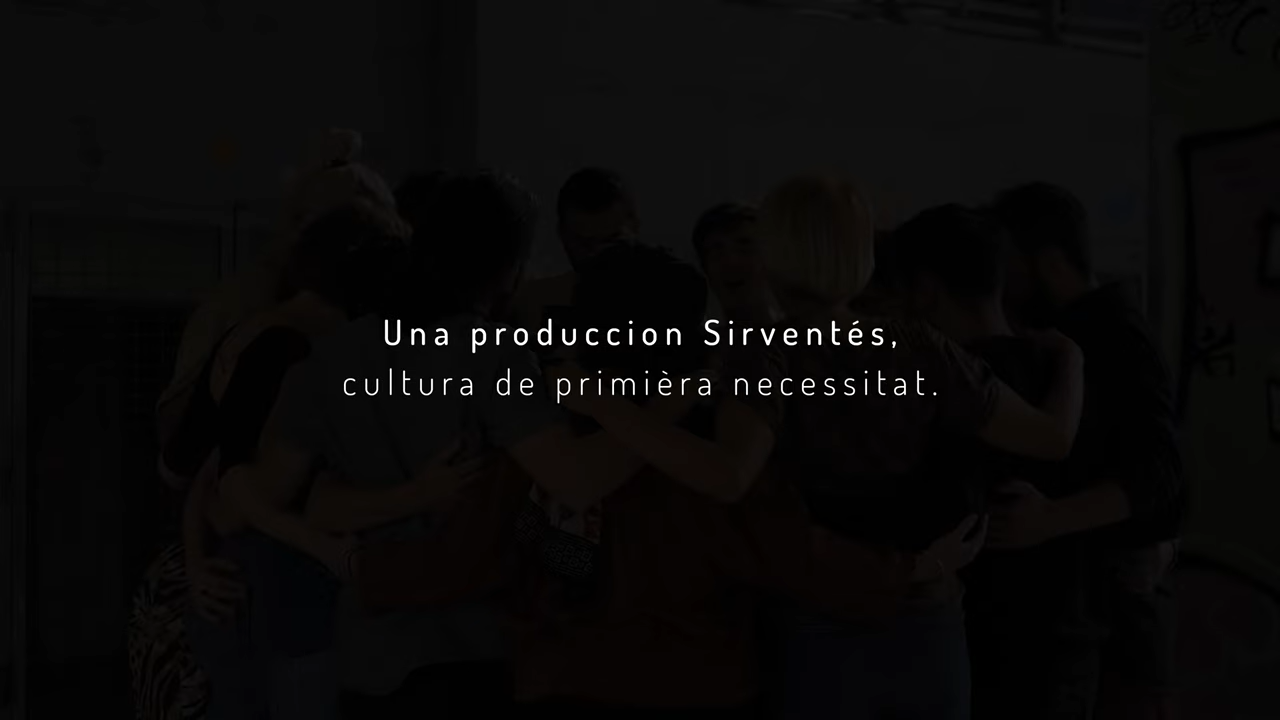 Una produccion Sirventés,
cultura de primièra necessitat.